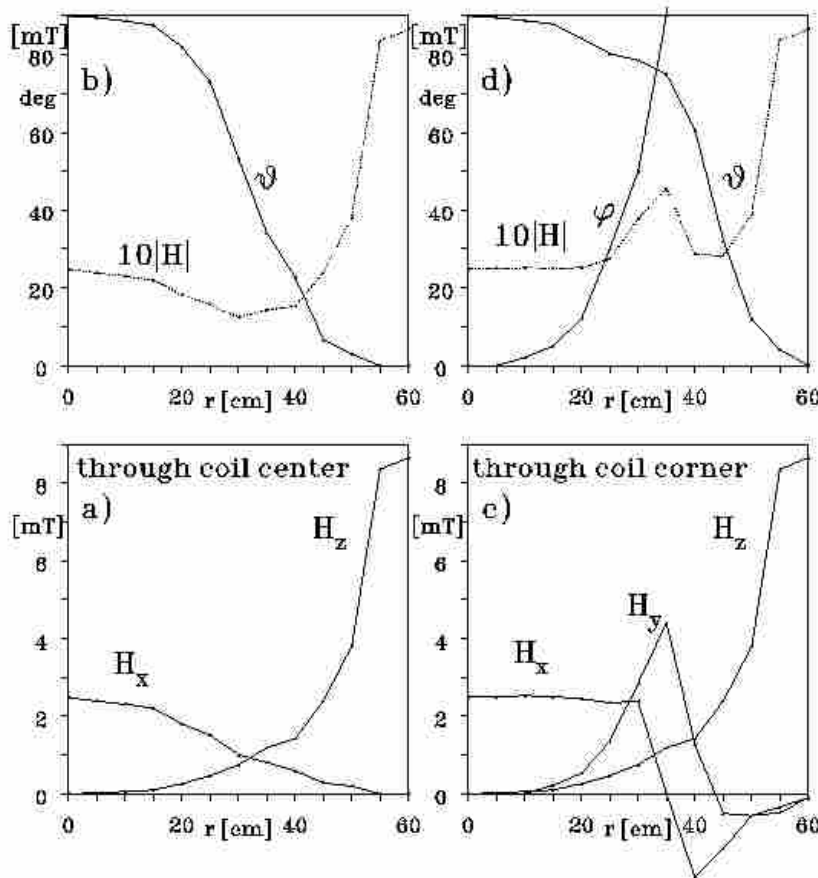 [mT]
80
b)
deg
60
ϑ
40
10|H|
20
0
0 20 r [cm] 40 60
[mT]
80
d)
deg
60
φ
ϑ
40
10|H|
20
0
0 20 r [cm] 40 60
through coil center
8
a)
[mT]
H_z
6
4
H_x
2
0
0 20 r [cm] 40 60
through coil corner
8
c)
[mT]
H_z
6
H_y
4
H_x
2
0
0 20 r [cm] 40 60